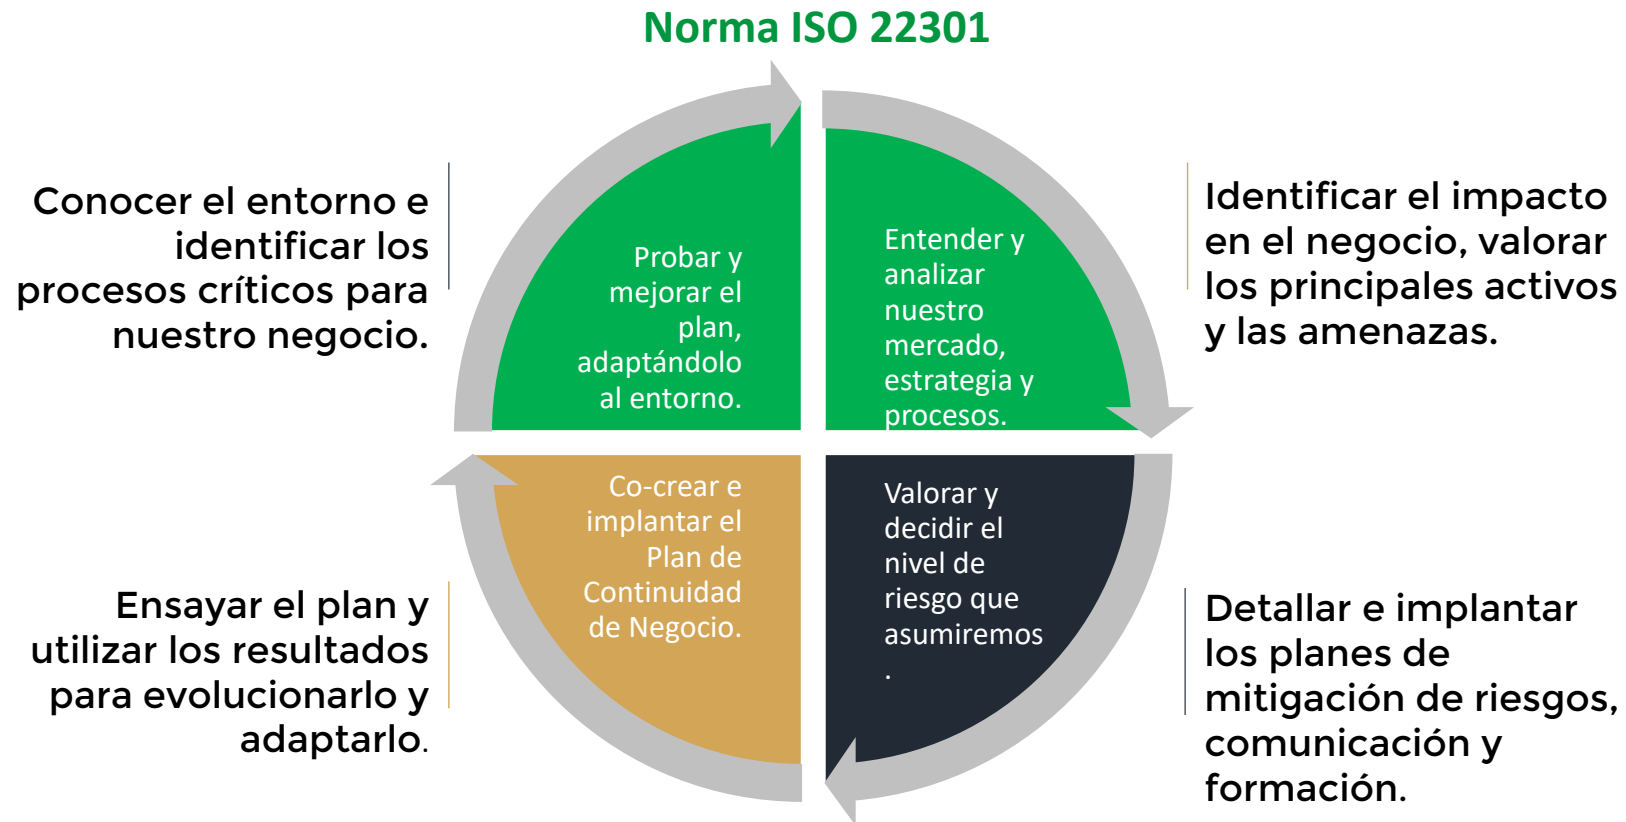 Norma ISO 22301
Conocer el entorno e
identificar los
procesos críticos para
nuestro negocio.
Probar y
mejorar el
plan,
adaptándolo
al entorno.
Entender y
analizar
nuestro
mercado,
estrategia y
procesos.
Identificar el impacto
en el negocio, valorar
los principales activos
y las amenazas.
Ensayar el plan y
utilizar los resultados
para evolucionarlo y
adaptarlo.
Co-crear e
implantar el
Plan de
Continuidad
de Negocio.
Valorar y
decidir el
nivel de
riesgo que
asumiremos
.
Detallar e implantar
los planes de
mitigación de riesgos,
comunicación y
formación.